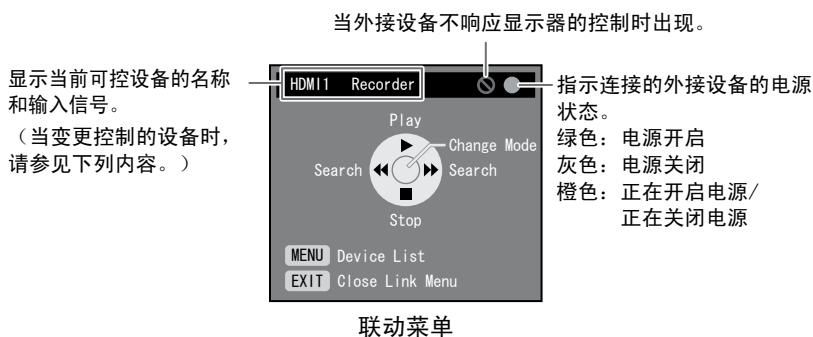 当外接设备不响应显示器的控制时出现。
显示当前可控设备的名称
和输入信号。
（当变更控制的设备时，
请参见下列内容。）
HDMI1 Recorder
Play
Change Mode
Search
Search
Stop
MENU Device List
EXIT Close Link Menu
指示连接的外接设备的电源
状态。
绿色：电源开启
灰色：电源关闭
橙色：正在开启电源/
正在关闭电源
联动菜单